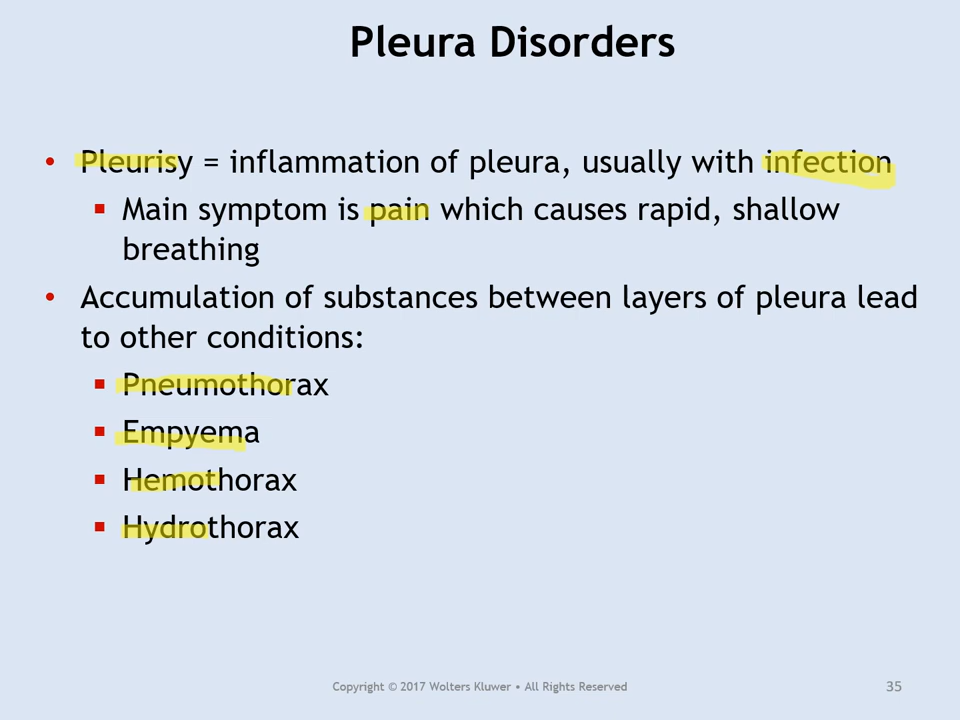 Pleura Disorders
• Pleurisy = inflammation of pleura, usually with infection
▪ Main symptom is pain which causes rapid, shallow
breathing
• Accumulation of substances between layers of pleura lead
to other conditions:
▪ Pneumothorax
▪ Empyema
▪ Hemothorax
▪ Hydrothorax
Copyright © 2017 Wolters Kluwer • All Rights Reserved
35